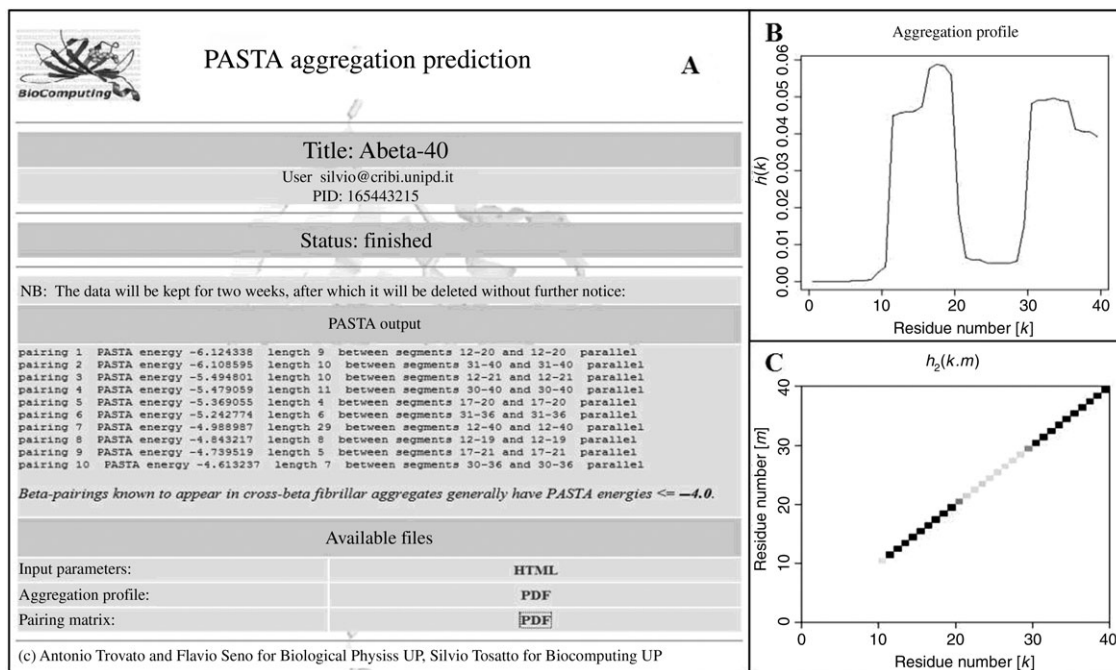 BioComputing
PASTA aggregation prediction
A
Title: Abeta-40
User silvio@cribi.unipd.it
PID: 165443215
Status: finished
NB: The data will be kept for two weeks, after which it will be deleted without further notice:
PASTA output
pairing 1 PASTA energy -6.124338 length 9 between segments 12-20 and 12-20 parallel
pairing 2 PASTA energy -6.108595 length 10 between segments 31-40 and 31-40 parallel
pairing 3 PASTA energy -5.494801 length 10 between segments 12-21 and 12-21 parallel
pairing 4 PASTA energy -5.479059 length 11 between segments 30-40 and 30-40 parallel
pairing 5 PASTA energy -5.369055 length 4 between segments 17-20 and 17-20 parallel
pairing 6 PASTA energy -5.242774 length 6 between segments 31-36 and 31-36 parallel
pairing 7 PASTA energy -4.988987 length 29 between segments 12-40 and 12-40 parallel
pairing 8 PASTA energy -4.843217 length 8 between segments 12-19 and 12-19 parallel
pairing 9 PASTA energy -4.739519 length 5 between segments 17-21 and 17-21 parallel
pairing 10 PASTA energy -4.613237 length 7 between segments 30-36 and 30-36 parallel
Beta-pairings known to appear in cross-beta fibrillar aggregates generally have PASTA energies <= -4.0.
Available files
Input parameters: HTML
Aggregation profile: PDF
Pairing matrix: PDF
(c) Antonio Trovato and Flavio Seno for Biological Physiss UP, Silvio Tosatto for Biocomputing UP
B
Aggregation profile
h(k)
0.06
0.05
0.04
0.03
0.02
0.01
0.00
0 10 20 30 40
Residue number [k]
C
h2(k.m)
Residue number [m]
40
30
20
10
0
10 20 30 40
Residue number [k]